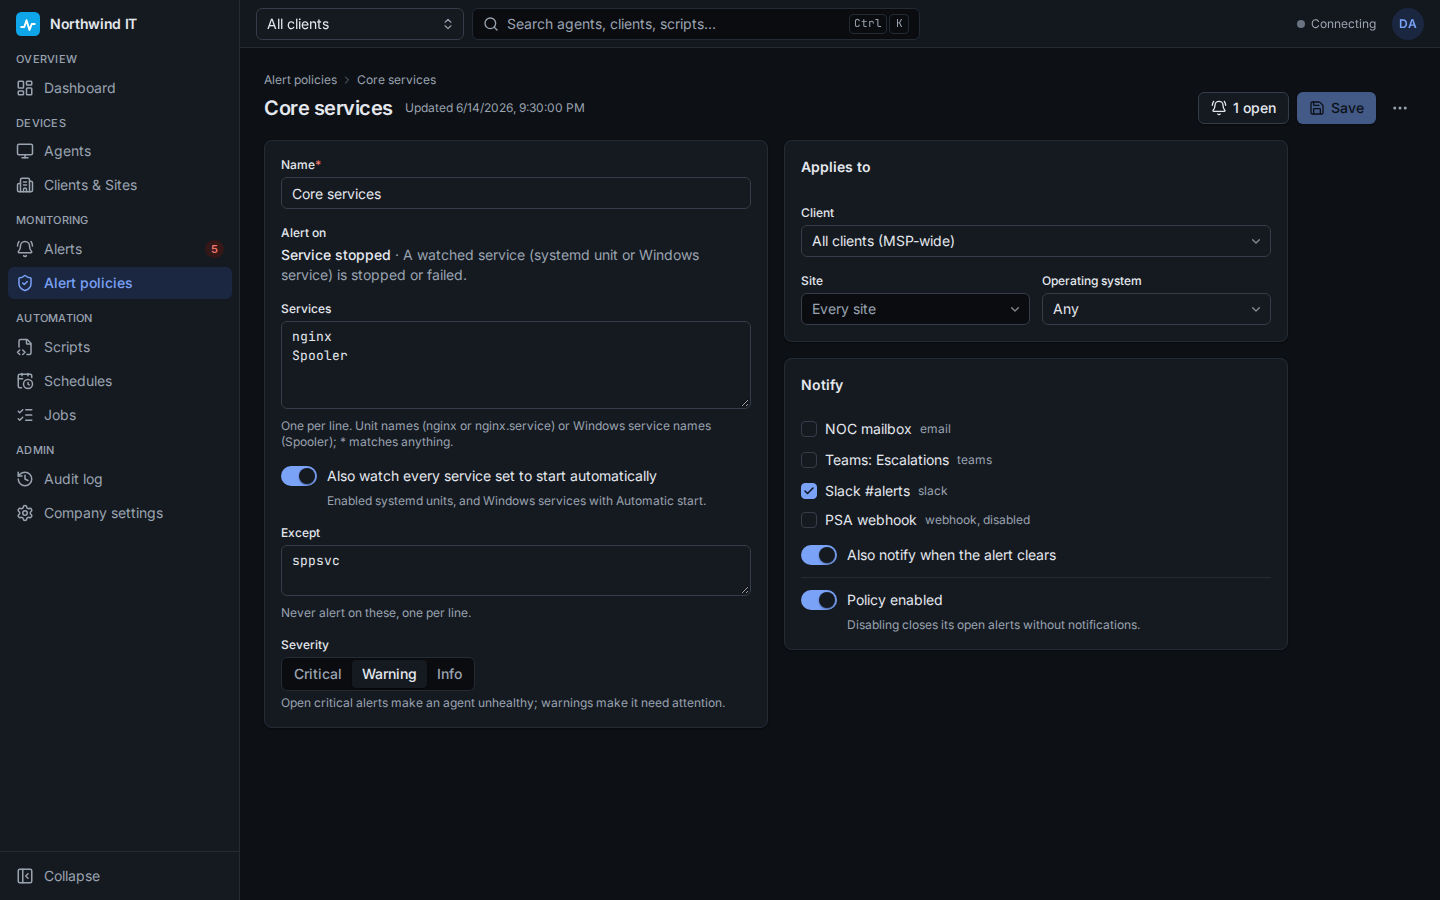 Northwind IT
All clients
Search agents, clients, scripts...
Ctrl K
Connecting
DA
OVERVIEW
Dashboard
DEVICES
Agents
Clients & Sites
MONITORING
Alerts
5
Alert policies
AUTOMATION
Scripts
Schedules
Jobs
ADMIN
Audit log
Company settings
Collapse
Alert policies > Core services
Core services
Updated 6/14/2026, 9:30:00 PM
1 open
Save
Name*
Core services
Alert on
Service stopped · A watched service (systemd unit or Windows
service) is stopped or failed.
Services
nginx
Spooler
One per line. Unit names (nginx or nginx.service) or Windows service names
(Spooler); * matches anything.
Also watch every service set to start automatically
Enabled systemd units, and Windows services with Automatic start.
Except
sppsvc
Never alert on these, one per line.
Severity
Critical Warning Info
Open critical alerts make an agent unhealthy; warnings make it need attention.
Applies to
Client
All clients (MSP-wide)
Site
Every site
Operating system
Any
Notify
NOC mailbox email
Teams: Escalations teams
Slack #alerts slack
PSA webhook webhook, disabled
Also notify when the alert clears
Policy enabled
Disabling closes its open alerts without notifications.